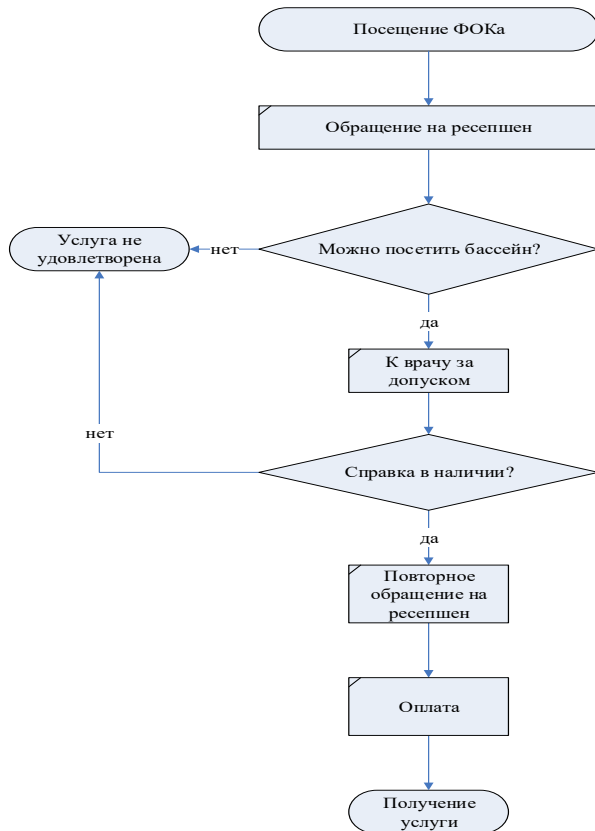 Посещение ФОКа
Обращение на ресепшен
Можно посетить бассейн?
нет
Услуга не
удовлетворена
да
К врачу за
допуском
Справка в наличии?
нет
да
Повторное
обращение на
ресепшен
Оплата
Получение
услуги